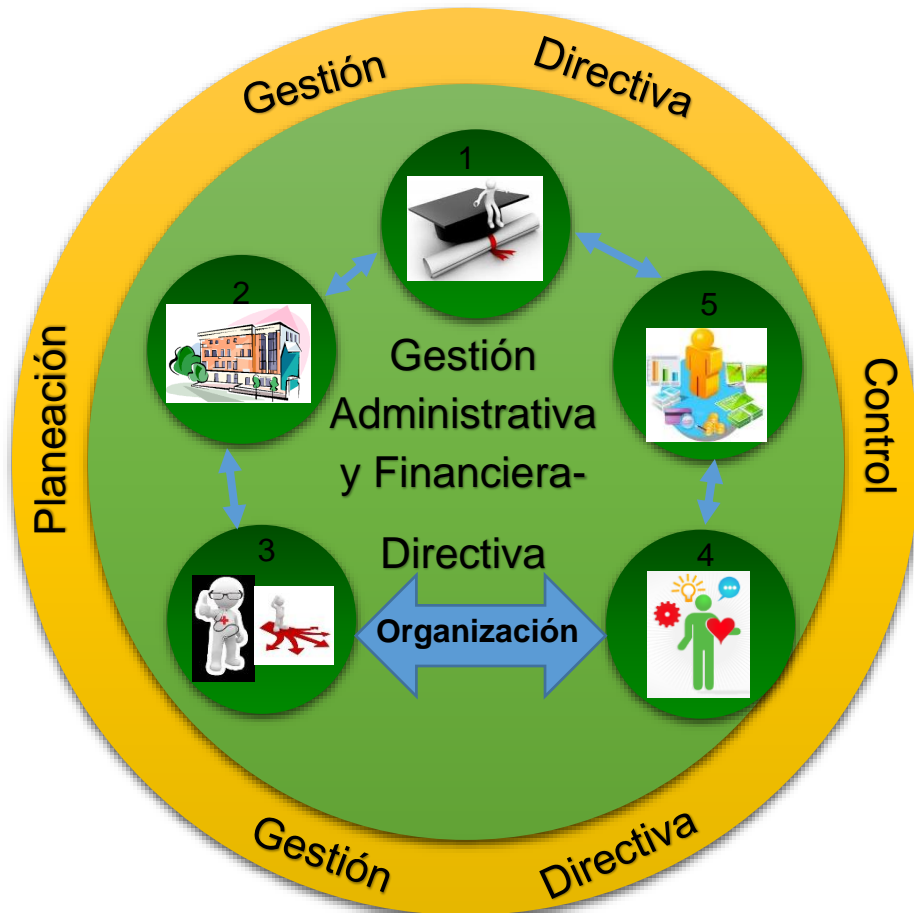 Gestión Directiva
1
2
5
Gestión
Administrativa
y Financiera-
Directiva
Planeación
Control
3
4
Organización
Gestión Directiva